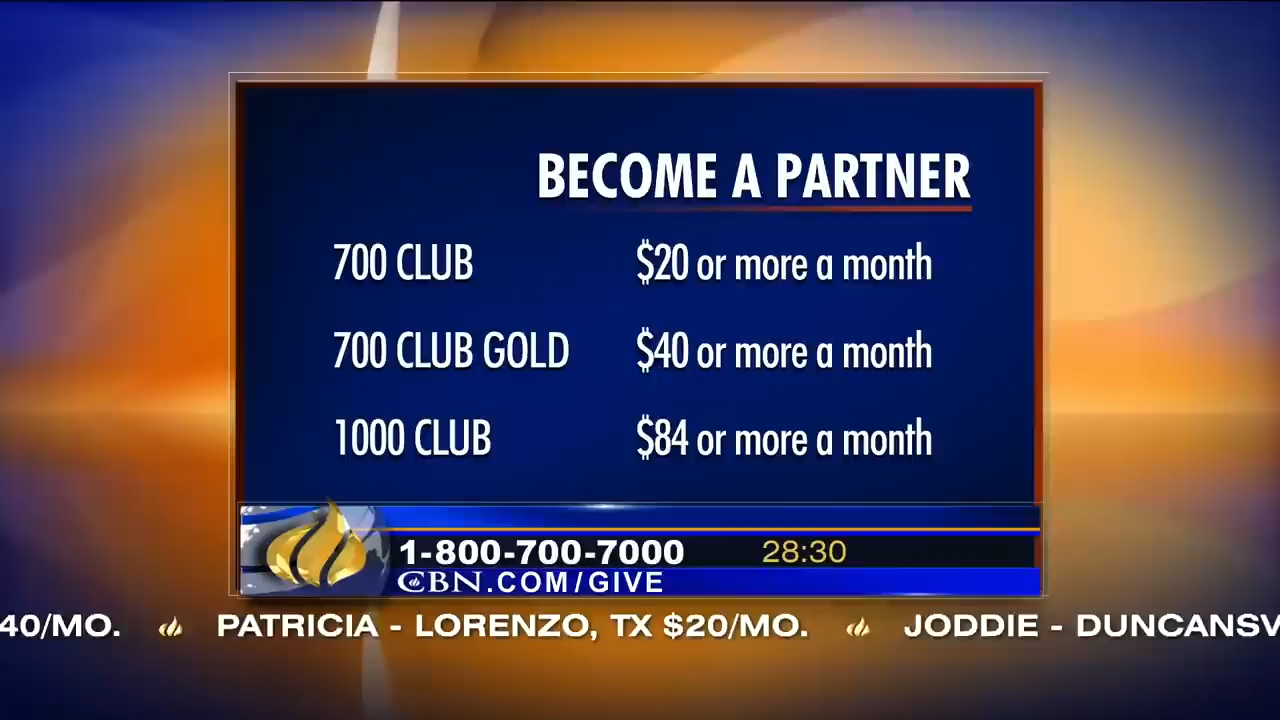 BECOME A PARTNER
700 CLUB $20 or more a month
700 CLUB GOLD $40 or more a month
1000 CLUB $84 or more a month
1-800-700-7000 28:30
CBN.COM/GIVE
40/MO. PATRICIA - LORENZO, TX $20/MO. JODDIE - DUNCANSV